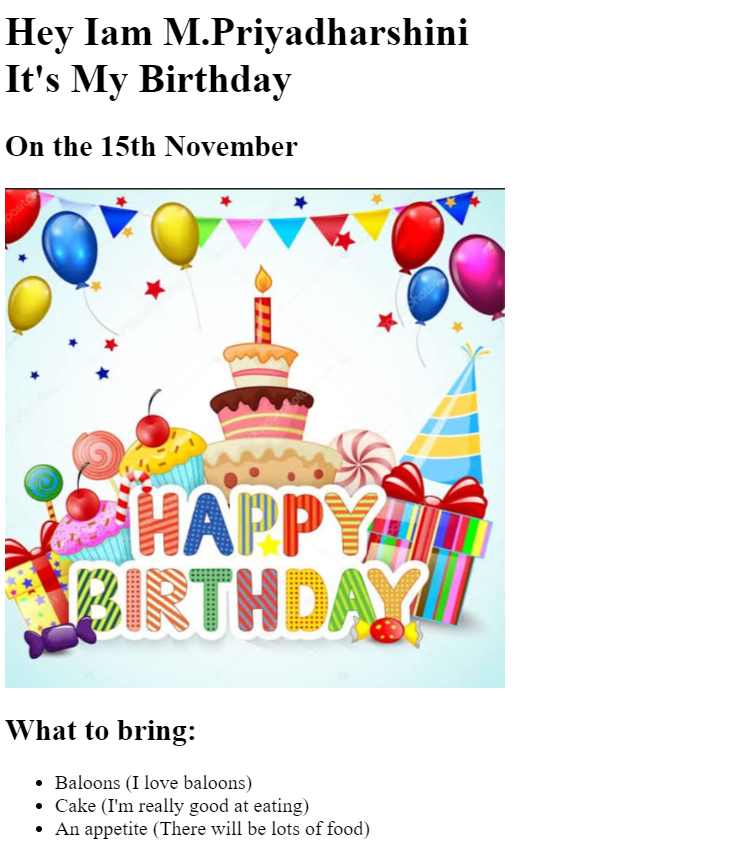 Hey Iam M.Priyadharshini
It's My Birthday
On the 15th November
HAPPY
BIRTHDAY
What to bring:
Baloons (I love baloons)
Cake (I'm really good at eating)
An appetite (There will be lots of food)